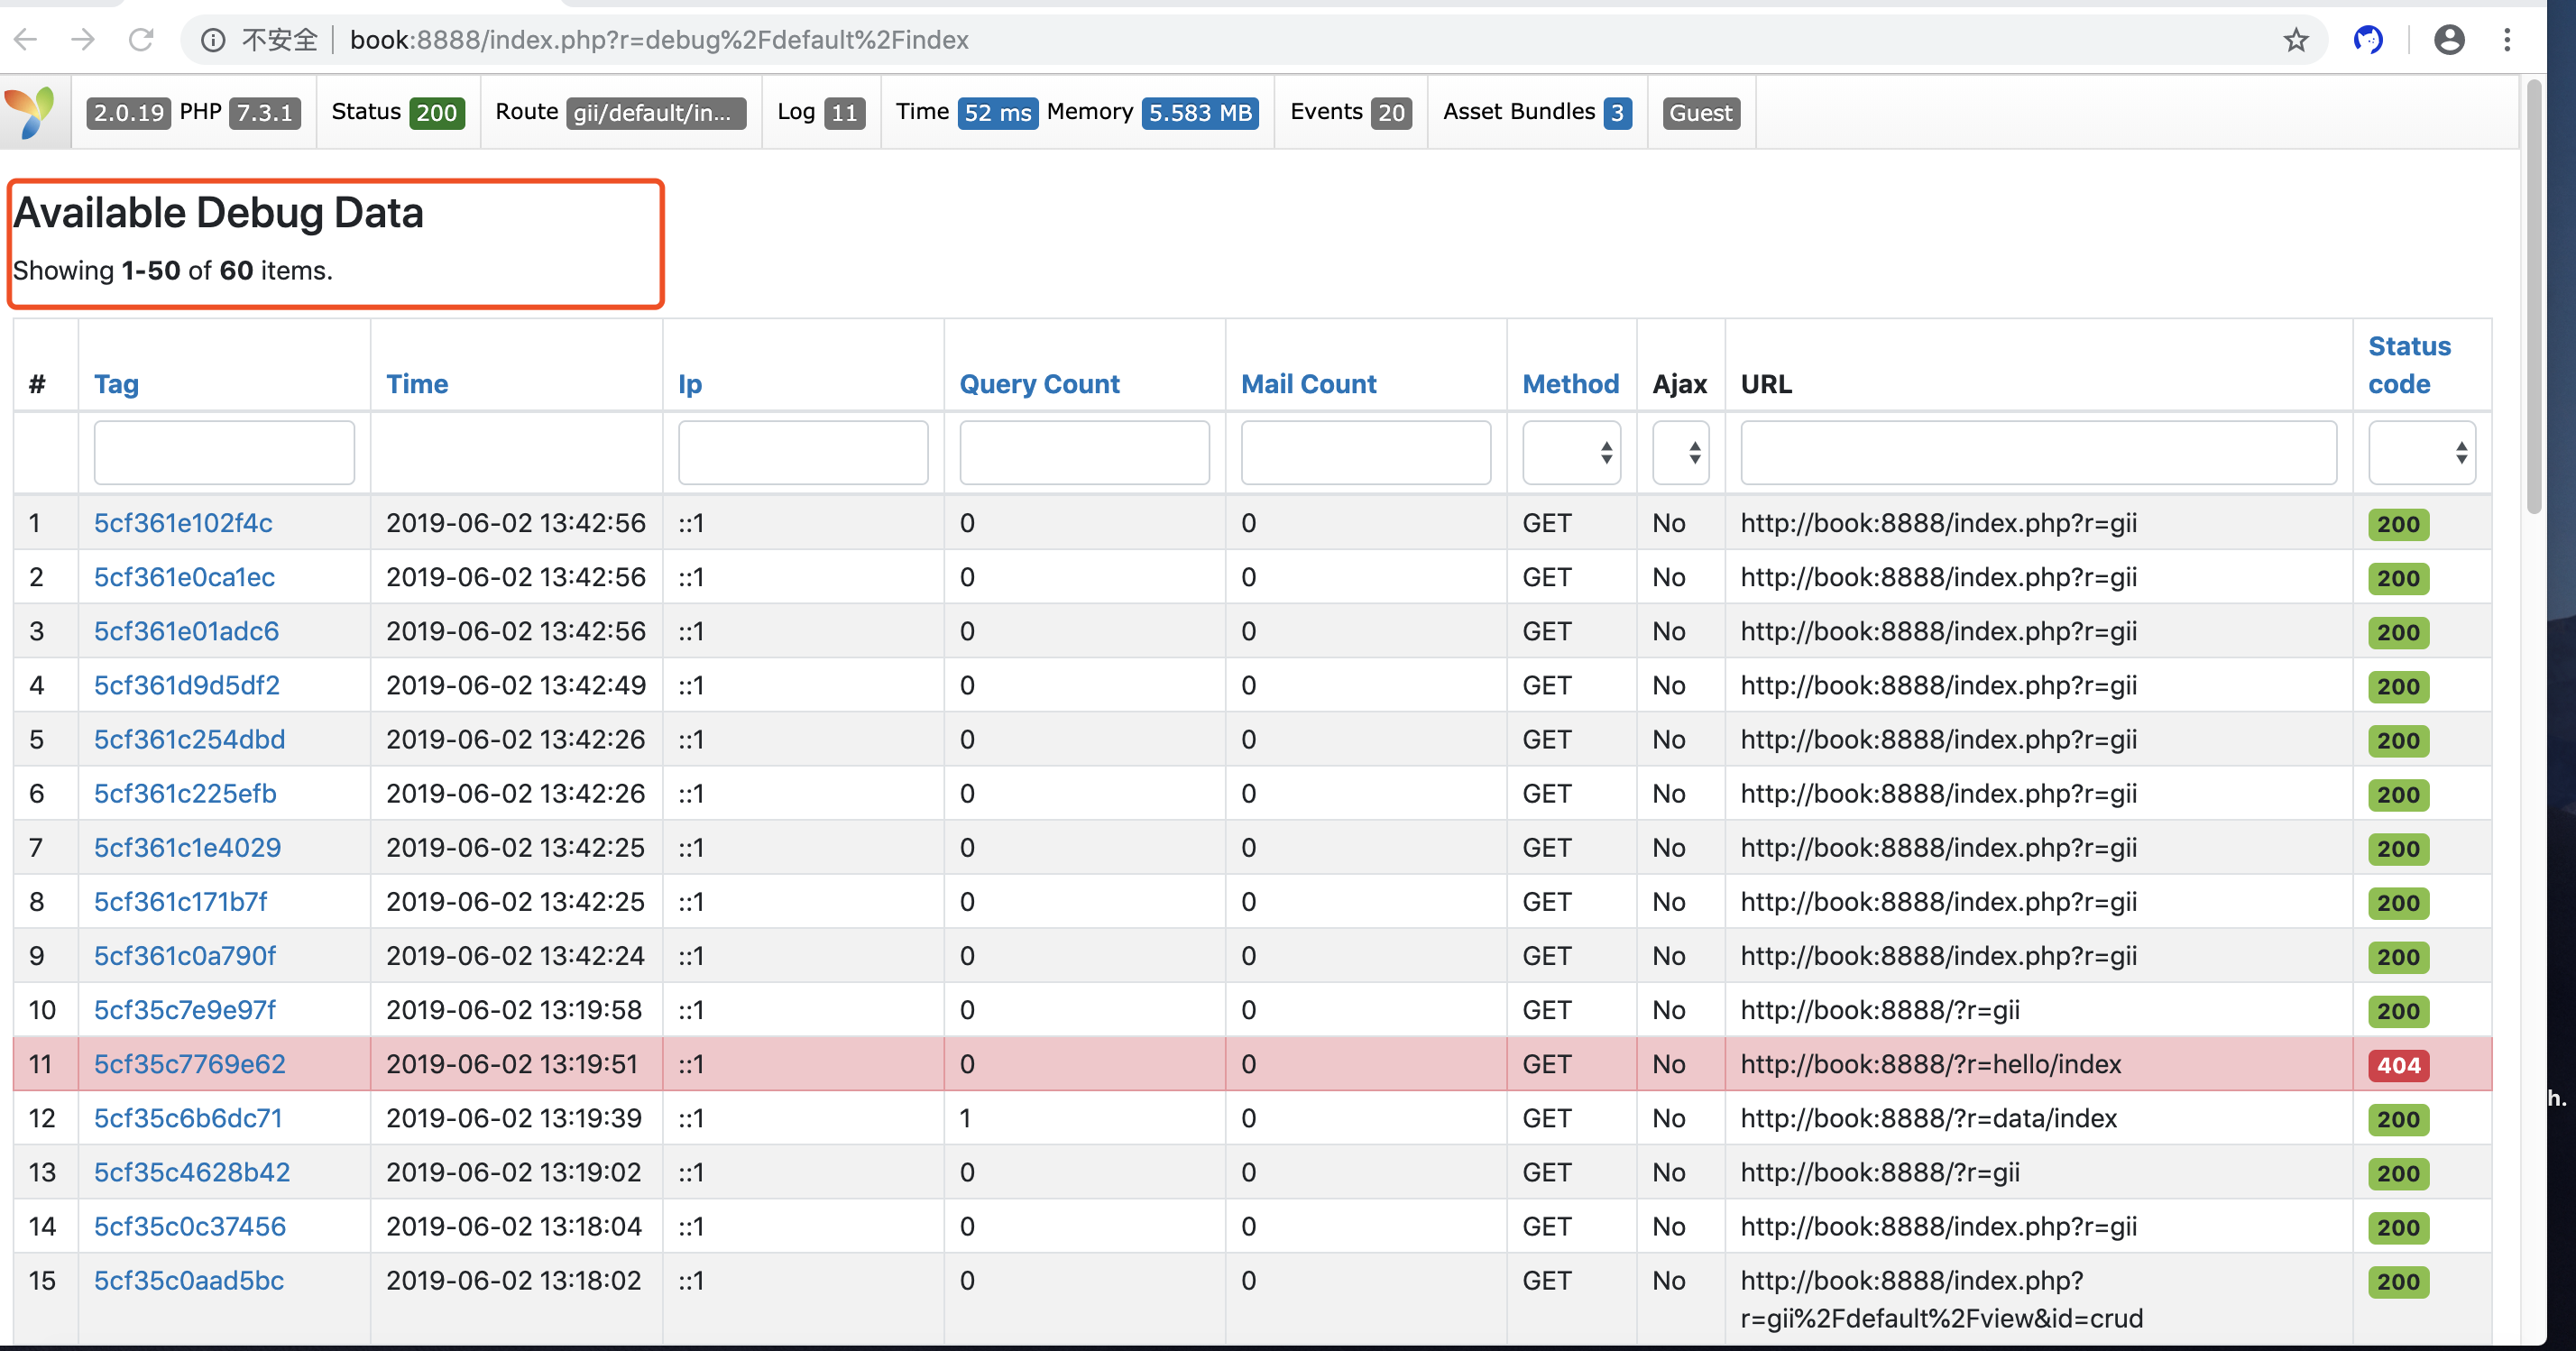 不安全 book:8888/index.php?r=debug%2Fdefault%2Findex
2.0.19 PHP 7.3.1 Status 200 Route gii/default/in... Log 11 Time 52 ms Memory 5.583 MB Events 20 Asset Bundles 3 Guest
Available Debug Data
Showing 1-50 of 60 items.
# Tag Time Ip Query Count Mail Count Method Ajax URL Status code
1 5cf361e102f4c 2019-06-02 13:42:56 ::1 0 0 GET No http://book:8888/index.php?r=gii 200
2 5cf361e0ca1ec 2019-06-02 13:42:56 ::1 0 0 GET No http://book:8888/index.php?r=gii 200
3 5cf361e01adc6 2019-06-02 13:42:56 ::1 0 0 GET No http://book:8888/index.php?r=gii 200
4 5cf361d9d5df2 2019-06-02 13:42:49 ::1 0 0 GET No http://book:8888/index.php?r=gii 200
5 5cf361c254dbd 2019-06-02 13:42:26 ::1 0 0 GET No http://book:8888/index.php?r=gii 200
6 5cf361c225efb 2019-06-02 13:42:26 ::1 0 0 GET No http://book:8888/index.php?r=gii 200
7 5cf361c1e4029 2019-06-02 13:42:25 ::1 0 0 GET No http://book:8888/index.php?r=gii 200
8 5cf361c171b7f 2019-06-02 13:42:25 ::1 0 0 GET No http://book:8888/index.php?r=gii 200
9 5cf361c0a790f 2019-06-02 13:42:24 ::1 0 0 GET No http://book:8888/index.php?r=gii 200
10 5cf35c7e9e97f 2019-06-02 13:19:58 ::1 0 0 GET No http://book:8888/?r=gii 200
11 5cf35c7769e62 2019-06-02 13:19:51 ::1 0 0 GET No http://book:8888/?r=hello/index 404
12 5cf35c6b6dc71 2019-06-02 13:19:39 ::1 1 0 GET No http://book:8888/?r=data/index 200
13 5cf35c4628b42 2019-06-02 13:19:02 ::1 0 0 GET No http://book:8888/?r=gii 200
14 5cf35c0c37456 2019-06-02 13:18:04 ::1 0 0 GET No http://book:8888/index.php?r=gii 200
15 5cf35c0aad5bc 2019-06-02 13:18:02 ::1 0 0 GET No http://book:8888/index.php? 200
r=gii%2Fdefault%2Fview&id=crud
h.